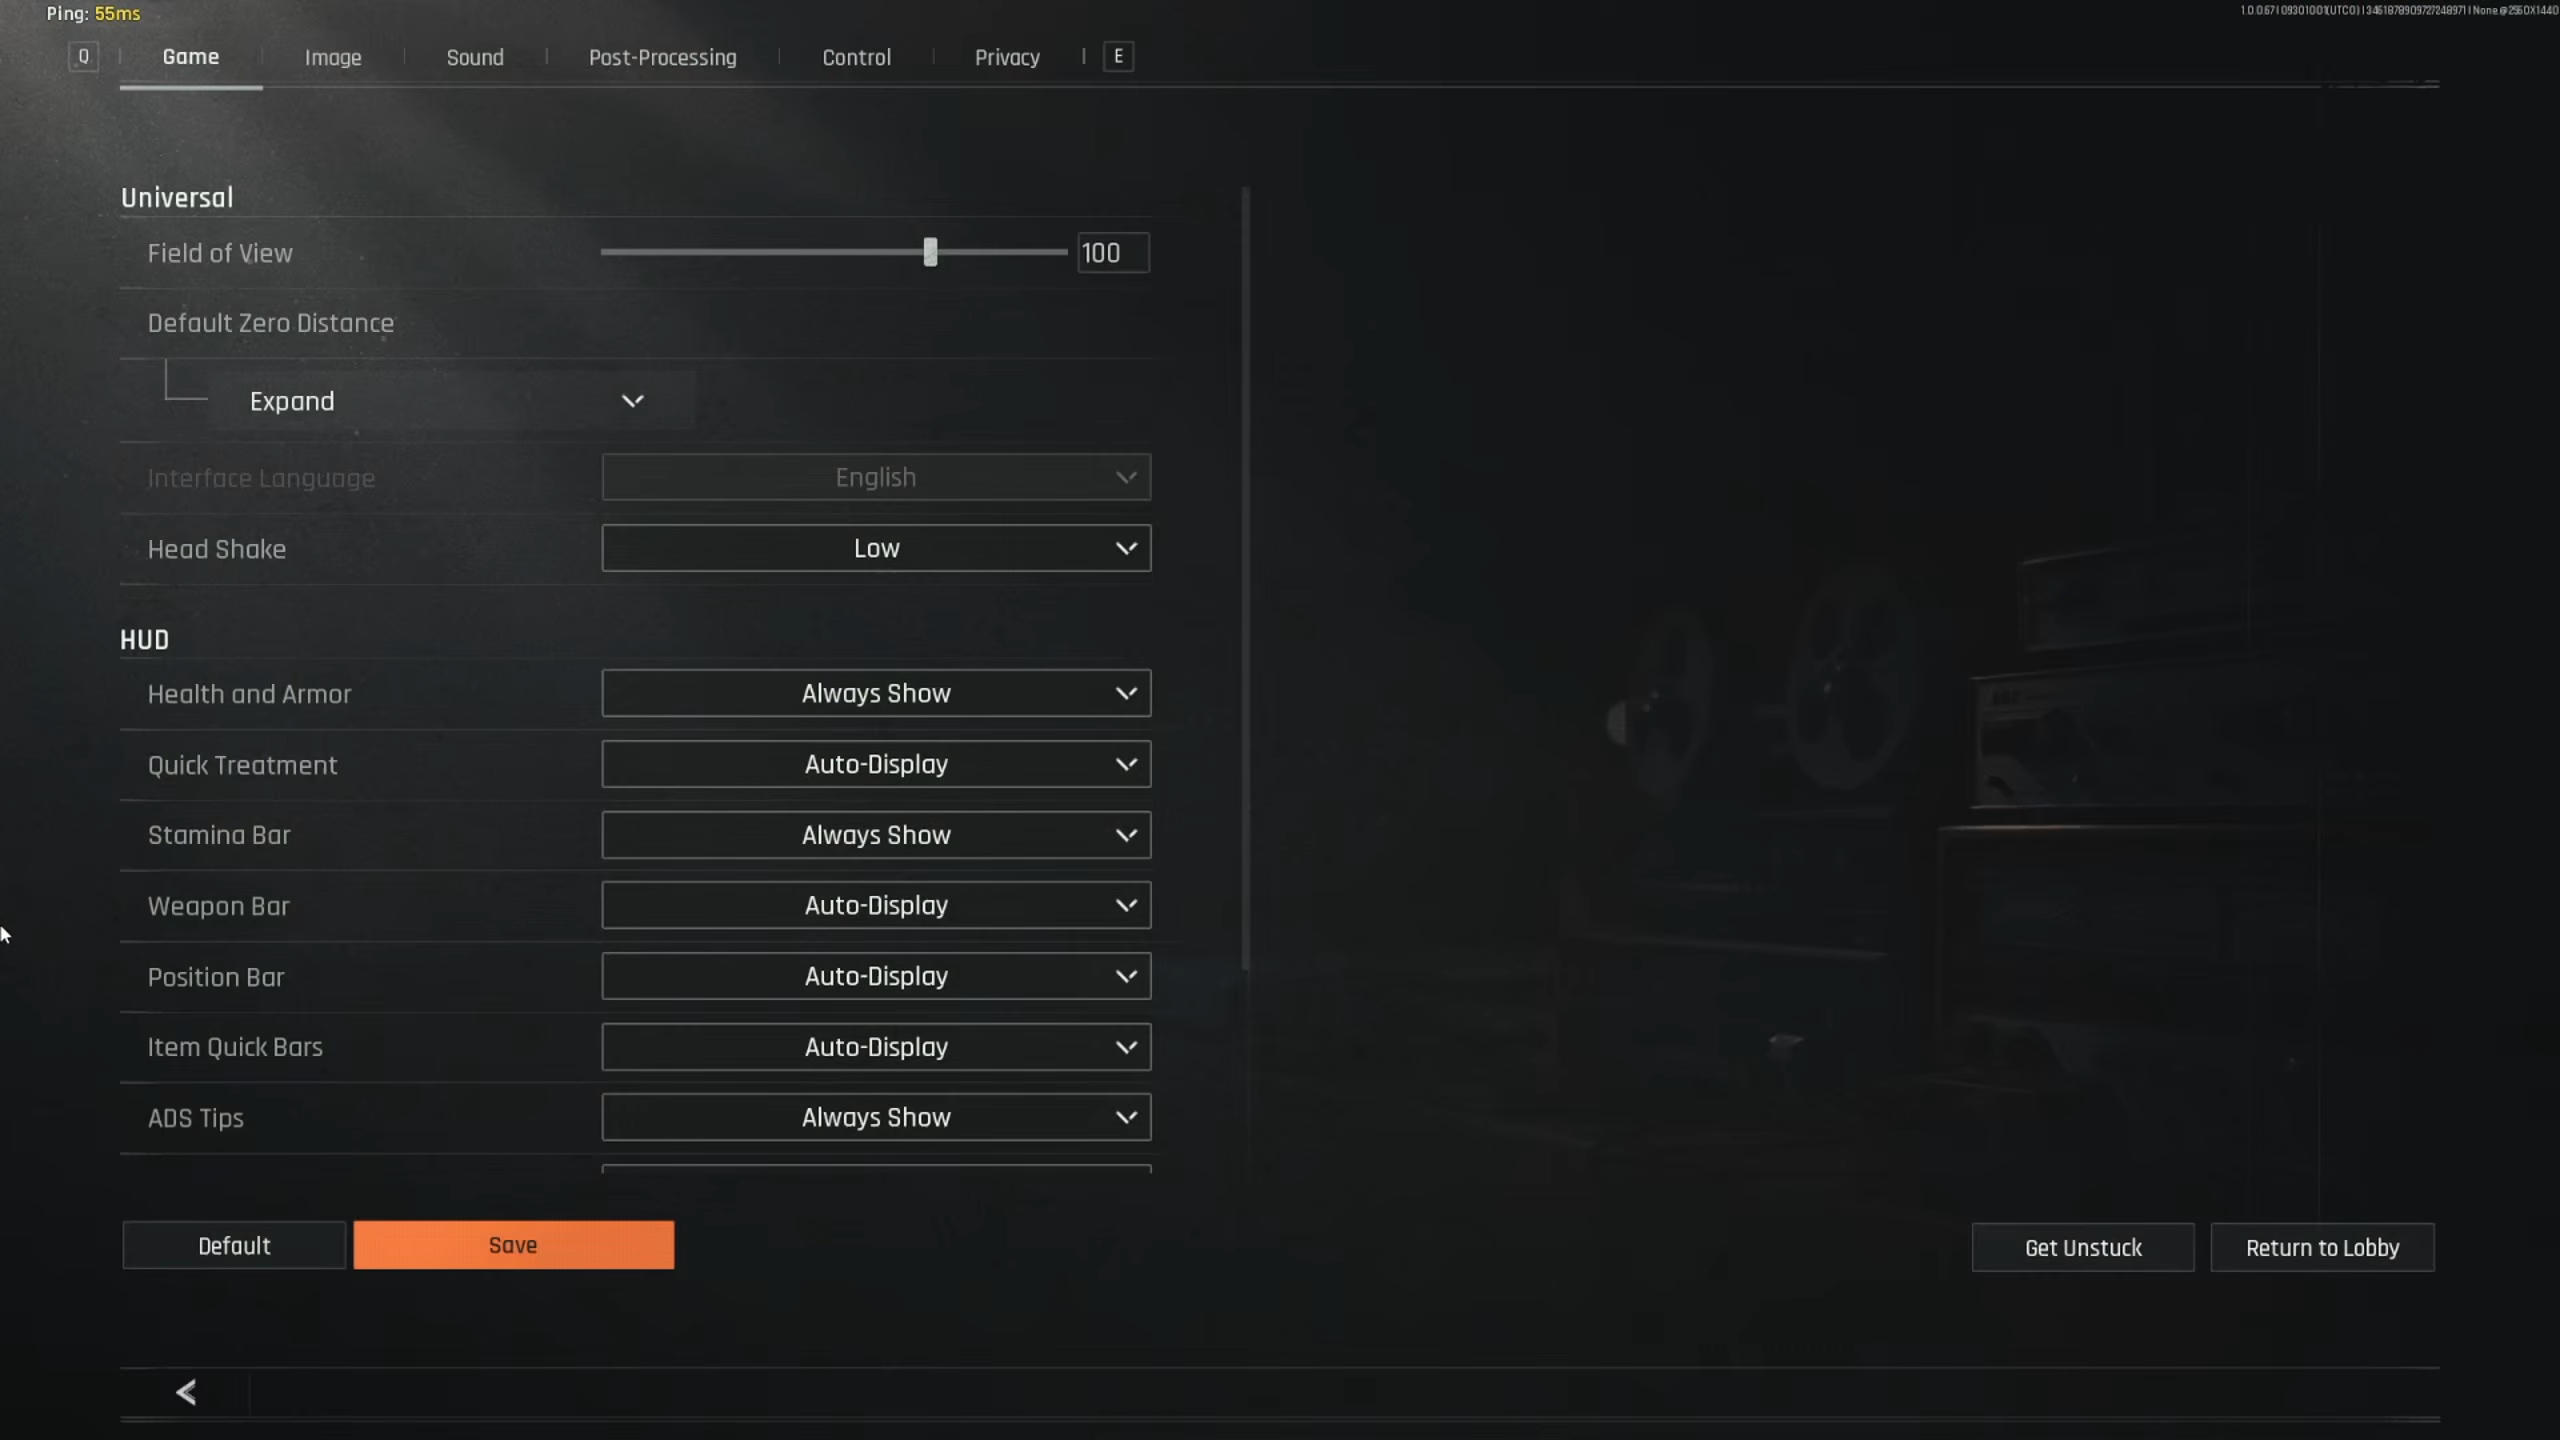 Ping: 55ms
Q
Game
Image
Sound
Post-Processing
Control
Privacy
E
Universal
Field of View
100
Default Zero Distance
Expand
Interface Language
English
Head Shake
Low
HUD
Health and Armor
Always Show
Quick Treatment
Auto-Display
Stamina Bar
Always Show
Weapon Bar
Auto-Display
Position Bar
Auto-Display
Item Quick Bars
Auto-Display
ADS Tips
Always Show
Default
Save
Get Unstuck
Return to Lobby